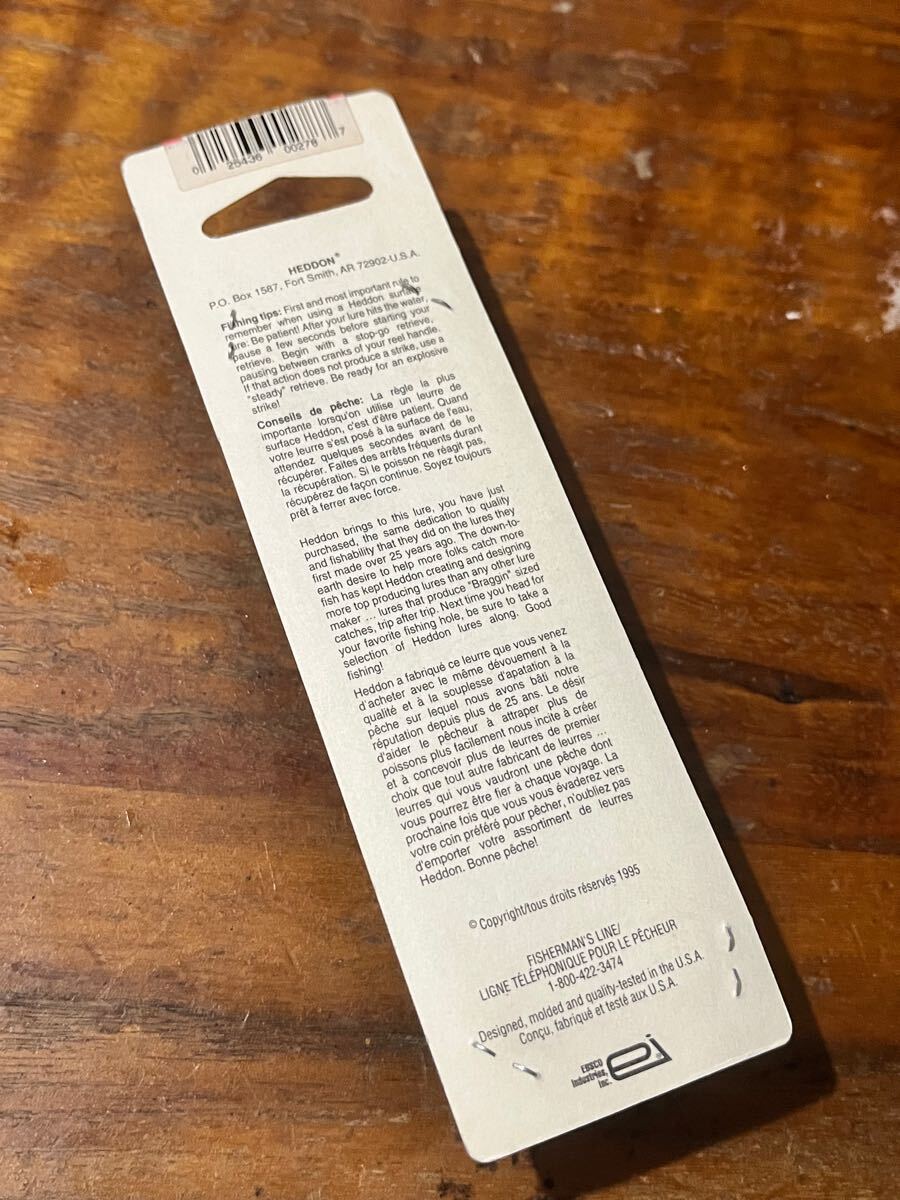 0 25436 00278 7
HEDDON®
P.O. Box 1587, Fort Smith, AR 72902-U.S.A.
Fishing tips: First and most important rule to
remember when using a Heddon surface
lure: Be patient! After your lure hits the water,
pause a few seconds before starting your
retrieve. Begin with a stop-go retrieve,
pausing between cranks of your reel handle.
If that action does not produce a strike, use a
"steady" retrieve. Be ready for an explosive
strike!
Conseils de pêche: La règle la plus
importante lorsqu'on utilise un leurre de
surface Heddon, c'est d'être patient. Quand
votre leurre s'est posé à la surface de l'eau,
attendez quelques secondes avant de le
récupérer. Faites des arrêts fréquents durant
la récupération. Si le poisson ne réagit pas,
récupérez de façon continue. Soyez toujours
prêt à ferrer avec force.
Heddon brings to this lure, you have just
purchased, the same dedication to quality
and fishability that they did on the lures they
first made over 25 years ago. The down-to-
earth desire to help more folks catch more
fish has kept Heddon creating and designing
more top producing lures than any other lure
maker ... lures that produce "Braggin" sized
catches, trip after trip. Next time you head for
your favorite fishing hole, be sure to take a
selection of Heddon lures along. Good
fishing!
Heddon a fabriqué ce leurre que vous venez
d'acheter avec le même dévouement à la
qualité et à la souplesse d'apatation à la
pêche sur lequel nous avons bâti notre
réputation depuis plus de 25 ans. Le désir
d'aider le pêcheur à attraper plus de
poissons plus facilement nous incite à créer
et à concevoir plus de leurres de premier
choix que tout autre fabricant de leurres ...
leurres qui vous vaudront une pêche dont
vous pourrez être fier à chaque voyage. La
prochaine fois que vous vous évaderez vers
votre coin préféré pour pêcher, n'oubliez pas
d'emporter votre assortiment de leurres
Heddon. Bonne pêche!
© Copyright/tous droits réservés 1995
FISHERMAN'S LINE/
LIGNE TÉLÉPHONIQUE POUR LE PÊCHEUR
1-800-422-3474
Designed, molded and quality-tested in the U.S.A.
Conçu, fabriqué et testé aux U.S.A.
EBSCO
Industries,
Inc.
ei